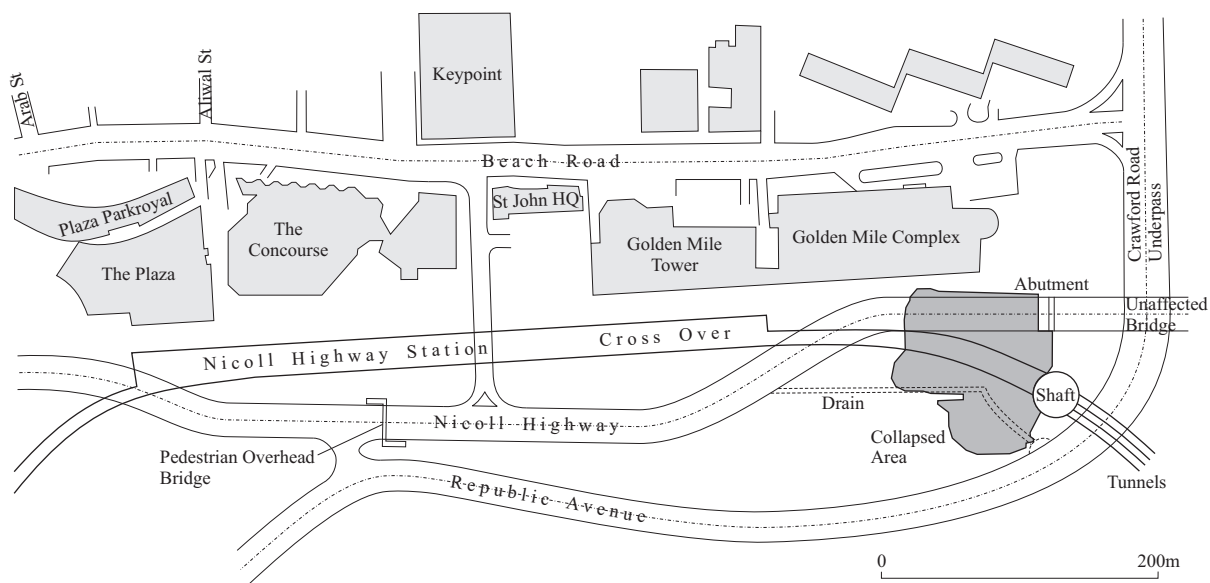 Arab St
Aliwal St
Keypoint
Beach Road
Plaza Parkroyal
The Plaza
The
Concourse
St John HQ
Golden Mile
Tower
Golden Mile Complex
Crawford Road
Underpass
Abutment
Unaffected
Bridge
Nicoll Highway Station
Cross Over
Shaft
Drain
Nicoll Highway
Collapsed
Area
Pedestrian Overhead
Bridge
Republic Avenue
Tunnels
0
200m